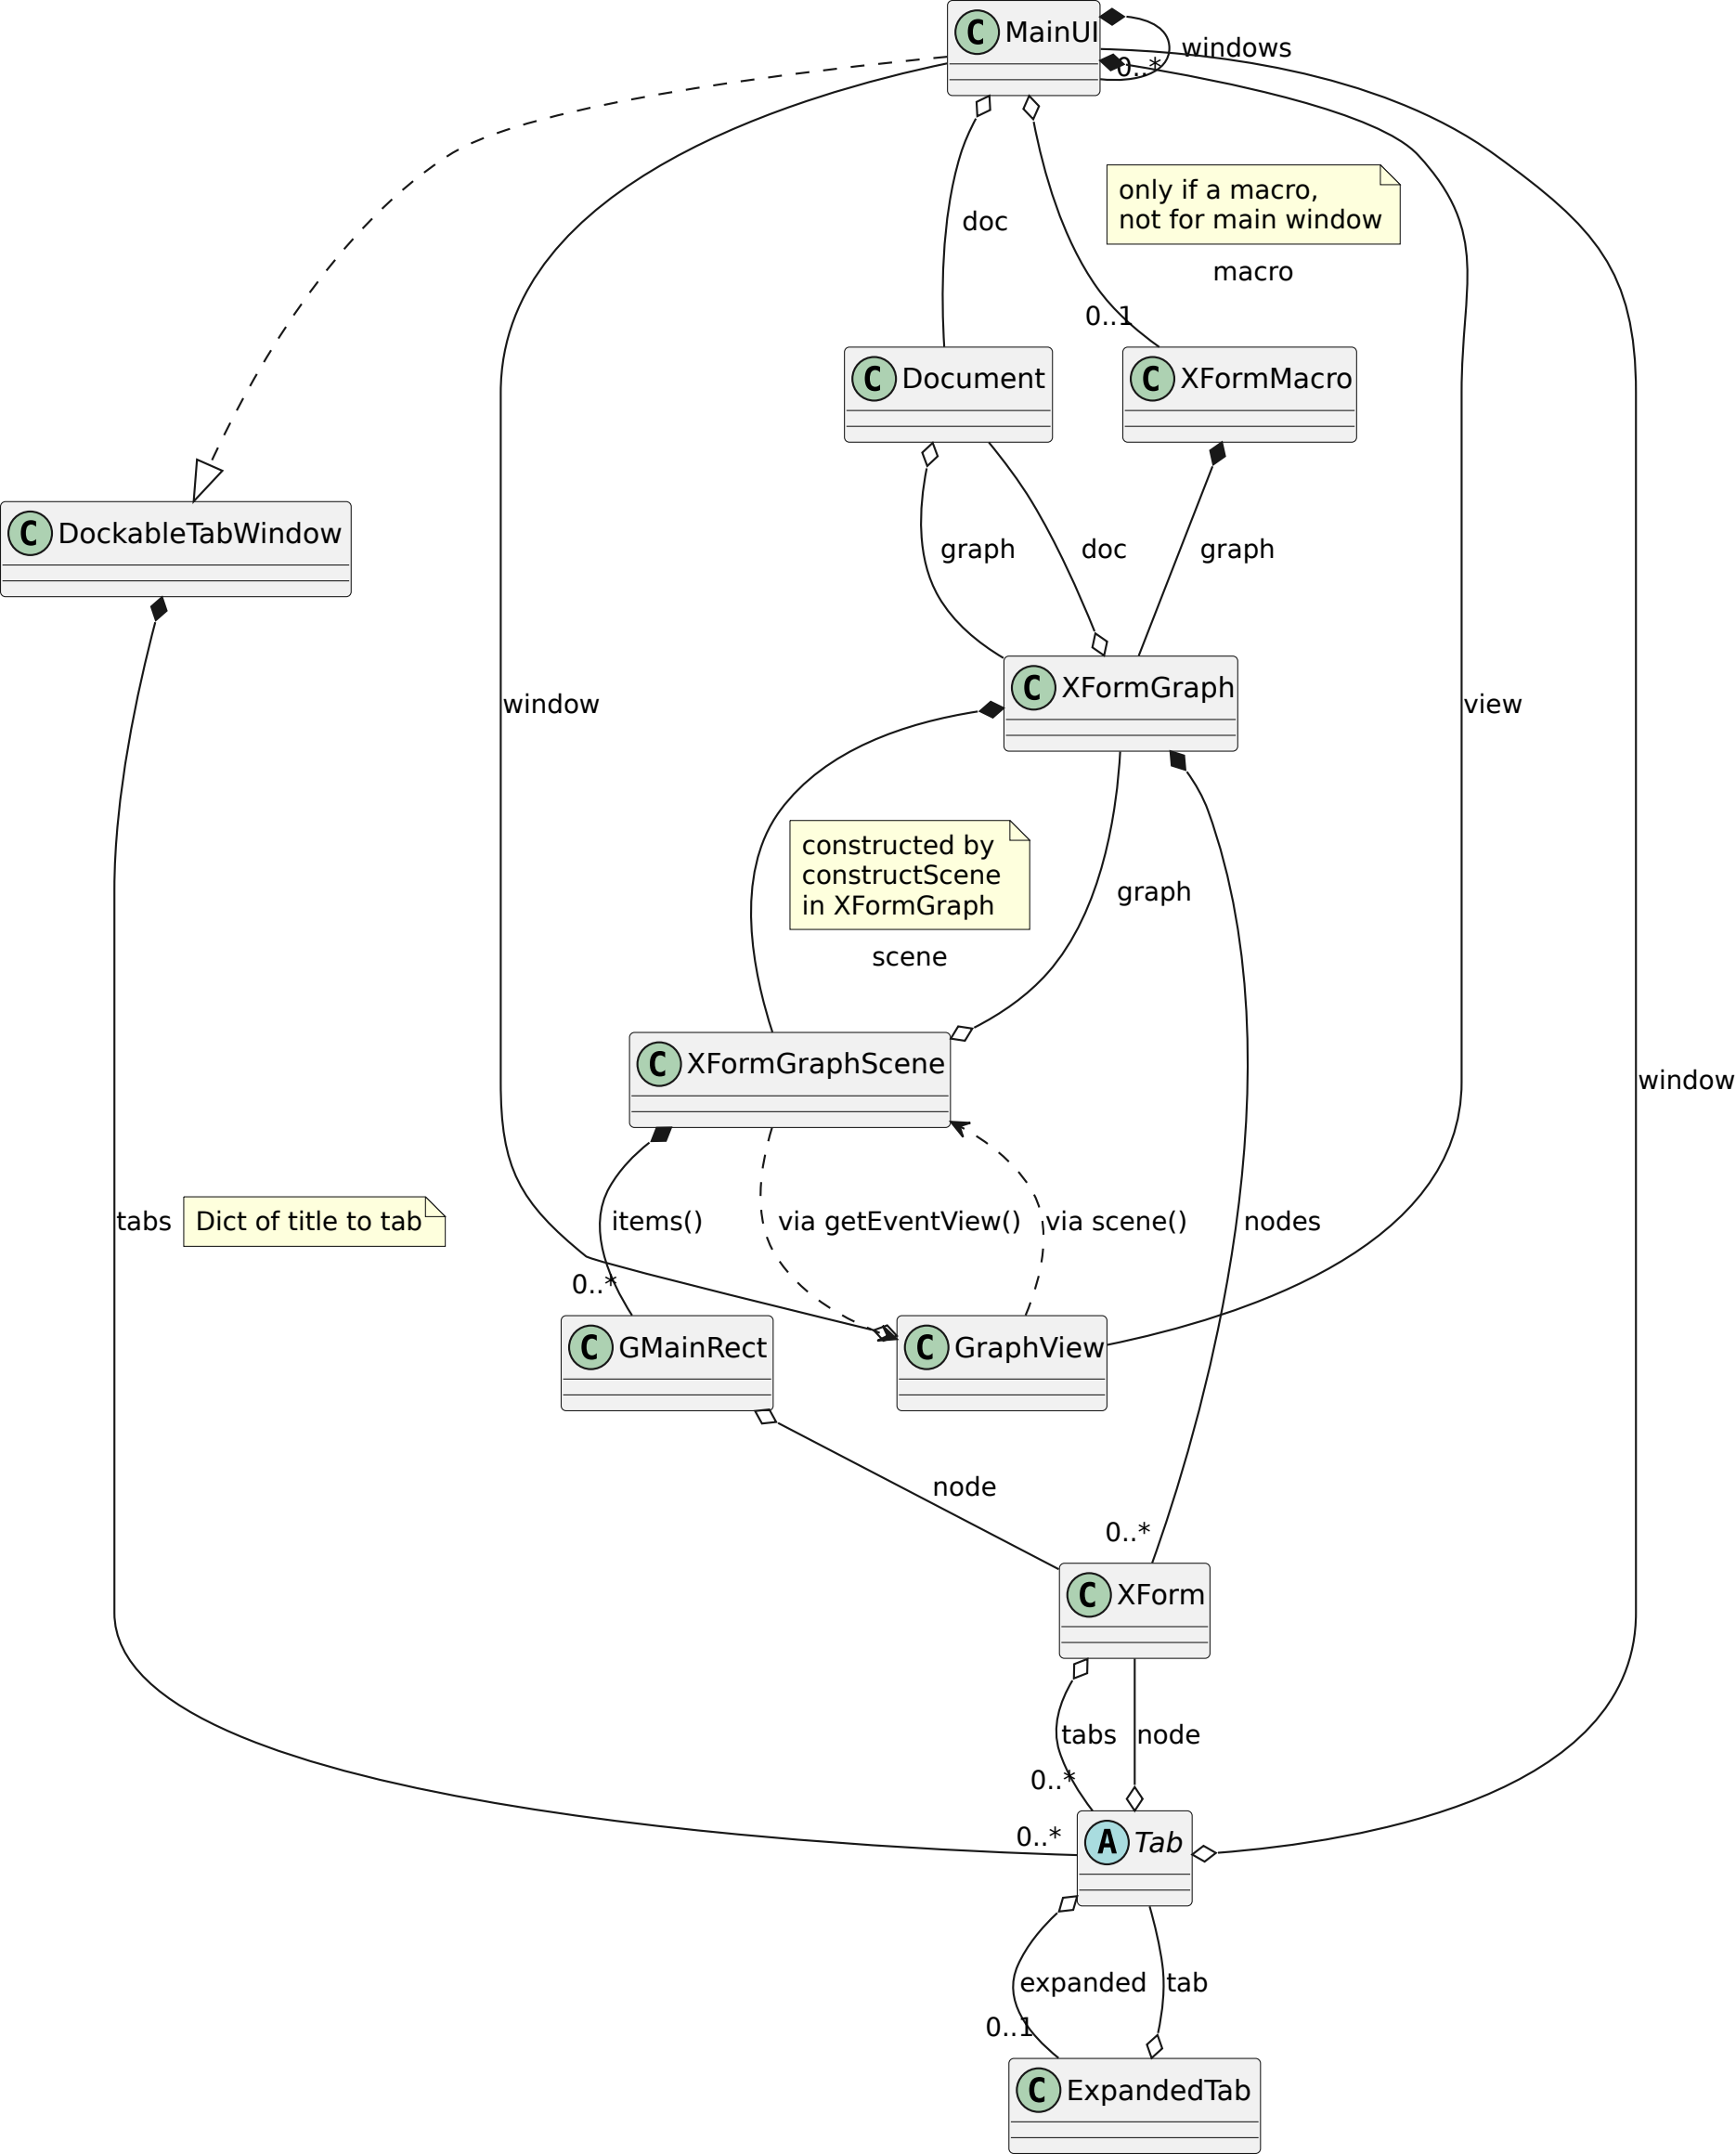 C MainUI
windows
0..*
only if a macro,
not for main window
doc
macro
0..1
C Document
C XFormMacro
C DockableTabWindow
graph
doc
graph
C XFormGraph
window
view
constructed by
constructScene
in XFormGraph
graph
scene
C XFormGraphScene
window
tabs
Dict of title to tab
items()
via getEventView()
via scene()
nodes
0..*
C GMainRect
C GraphView
node
0..*
C XForm
tabs
node
0..*
0..*
A Tab
expanded
tab
0..1
C ExpandedTab